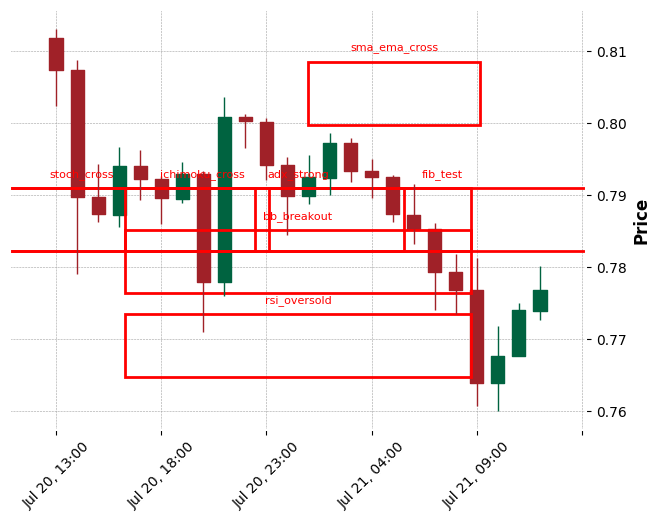 sma_ema_cross
0.81
0.80
ichimoku_cross
fib_test
0.79
bb_breakout
Price
0.78
rsi_oversold
0.77
0.76
Jul 20, 13:00
Jul 20, 18:00
Jul 20, 23:00
Jul 21, 04:00
Jul 21, 09:00